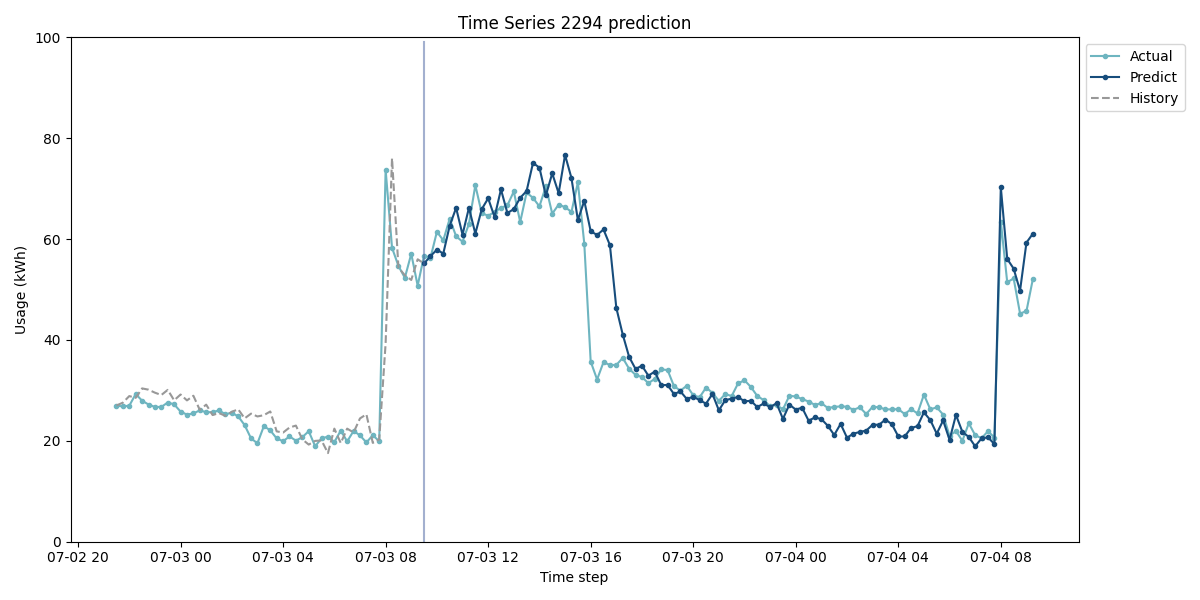 Time Series 2294 prediction
Usage (kWh)
100
80
60
40
20
0
07-02 20
07-03 00
07-03 04
07-03 08
07-03 12
07-03 16
07-03 20
07-04 00
07-04 04
07-04 08
Time step
Actual
Predict
History